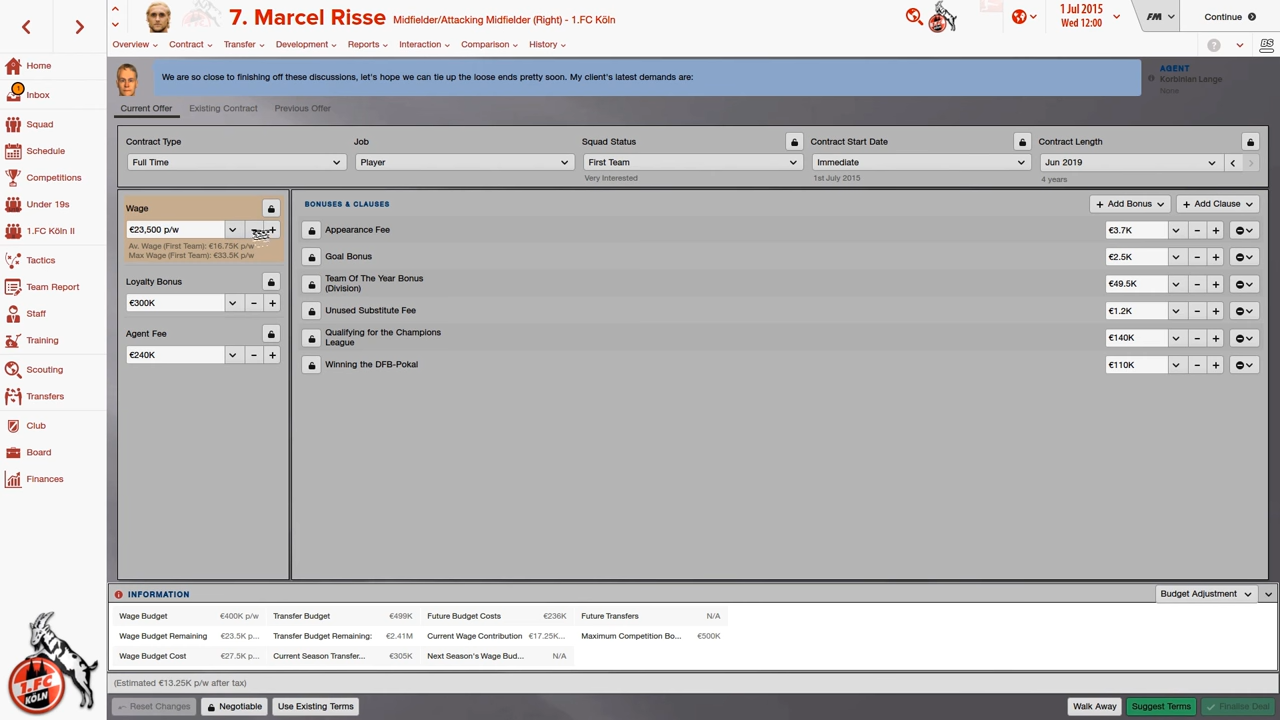 7. Marcel Risse Midfielder/Attacking Midfielder (Right) - 1.FC Köln
1 Jul 2015
Wed 12:00
FM
Continue
Overview Contract Transfer Development Reports Interaction Comparison History
BS
Home
Inbox
Squad
Schedule
Competitions
Under 19s
1.FC Köln II
Tactics
Team Report
Staff
Training
Scouting
Transfers
Club
Board
Finances
1.FC
KÖLN
We are so close to finishing off these discussions, let's hope we can tie up the loose ends pretty soon. My client's latest demands are:
AGENT
Korbinian Lange
None
Current Offer Existing Contract Previous Offer
Contract Type Job Squad Status Contract Start Date Contract Length
Full Time Player First Team Immediate Jun 2019
Very Interested 1st July 2015 4 years
Wage
€23,500 p/w
Av. Wage (First Team): €16.75K p/w
Max Wage (First Team): €33.5K p/w
Loyalty Bonus
€300K
Agent Fee
€240K
BONUSES & CLAUSES
+ Add Bonus + Add Clause
Appearance Fee €3.7K
Goal Bonus €2.5K
Team Of The Year Bonus
(Division) €49.5K
Unused Substitute Fee €1.2K
Qualifying for the Champions
League €140K
Winning the DFB-Pokal €110K
INFORMATION
Budget Adjustment
Wage Budget €400K p/w Transfer Budget €499K Future Budget Costs €236K Future Transfers N/A
Wage Budget Remaining €23.5K p... Transfer Budget Remaining: €2.41M Current Wage Contribution €17.25K... Maximum Competition Bo... €500K
Wage Budget Cost €27.5K p... Current Season Transfer... €305K Next Season's Wage Bud... N/A
(Estimated €13.25K p/w after tax)
Reset Changes Negotiable Use Existing Terms Walk Away Suggest Terms Finalise Deal